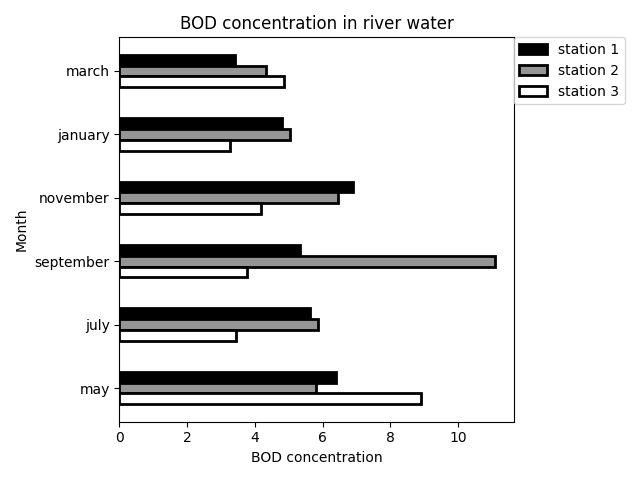 BOD concentration in river water
station 1
station 2
station 3
march
january
november
september
july
may
Month
0 2 4 6 8 10
BOD concentration